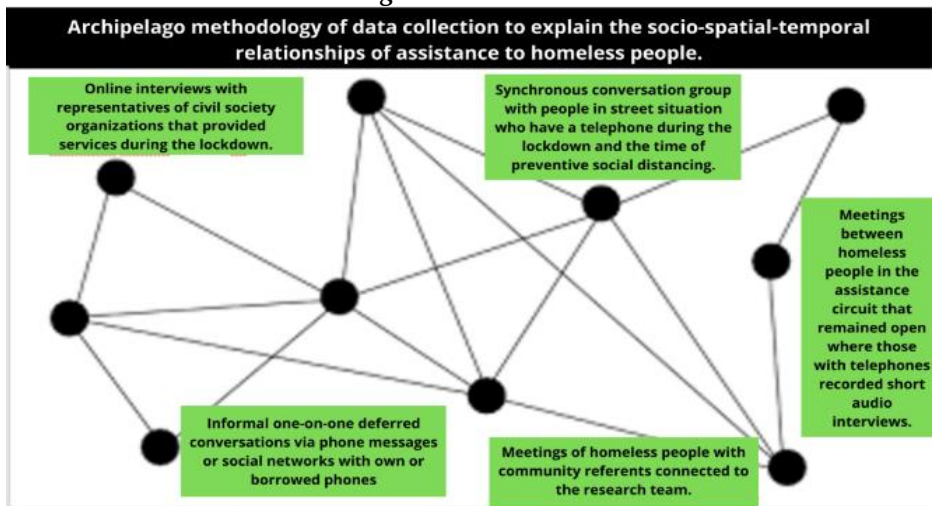 Archipelago methodology of data collection to explain the socio-spatial-temporal
relationships of assistance to homeless people.
Online interviews with
representatives of civil society
organizations that provided
services during the lockdown.
Synchronous conversation group
with people in street situation
who have a telephone during the
lockdown and the time of
preventive social distancing.
Meetings
between
homeless
people in the
assistance
circuit that
remained open
where those
with telephones
recorded short
audio
interviews.
Informal one-on-one deferred
conversations via phone messages
or social networks with own or
borrowed phones
Meetings of homeless people with
community referents connected to
the research team.